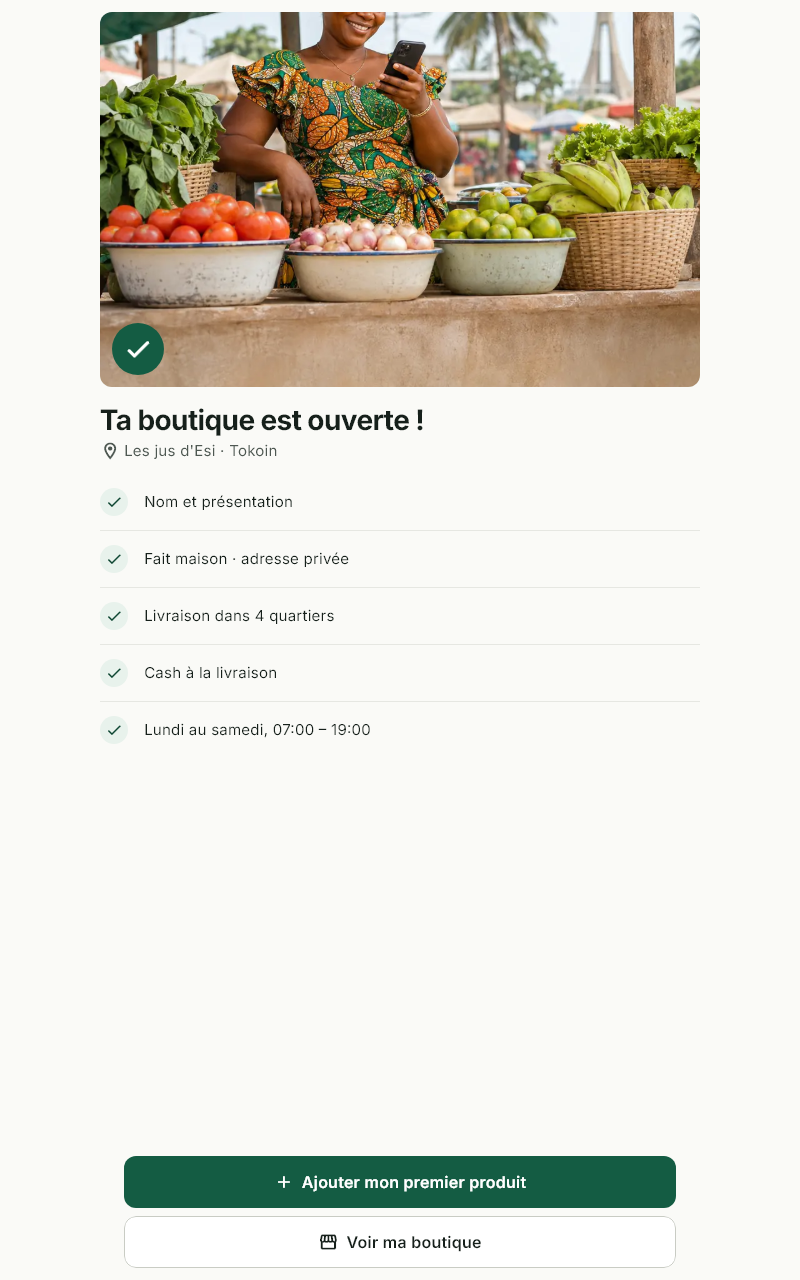 Ta boutique est ouverte !
Les jus d'Esi · Tokoin
Nom et présentation
Fait maison · adresse privée
Livraison dans 4 quartiers
Cash à la livraison
Lundi au samedi, 07:00 – 19:00
Ajouter mon premier produit
Voir ma boutique